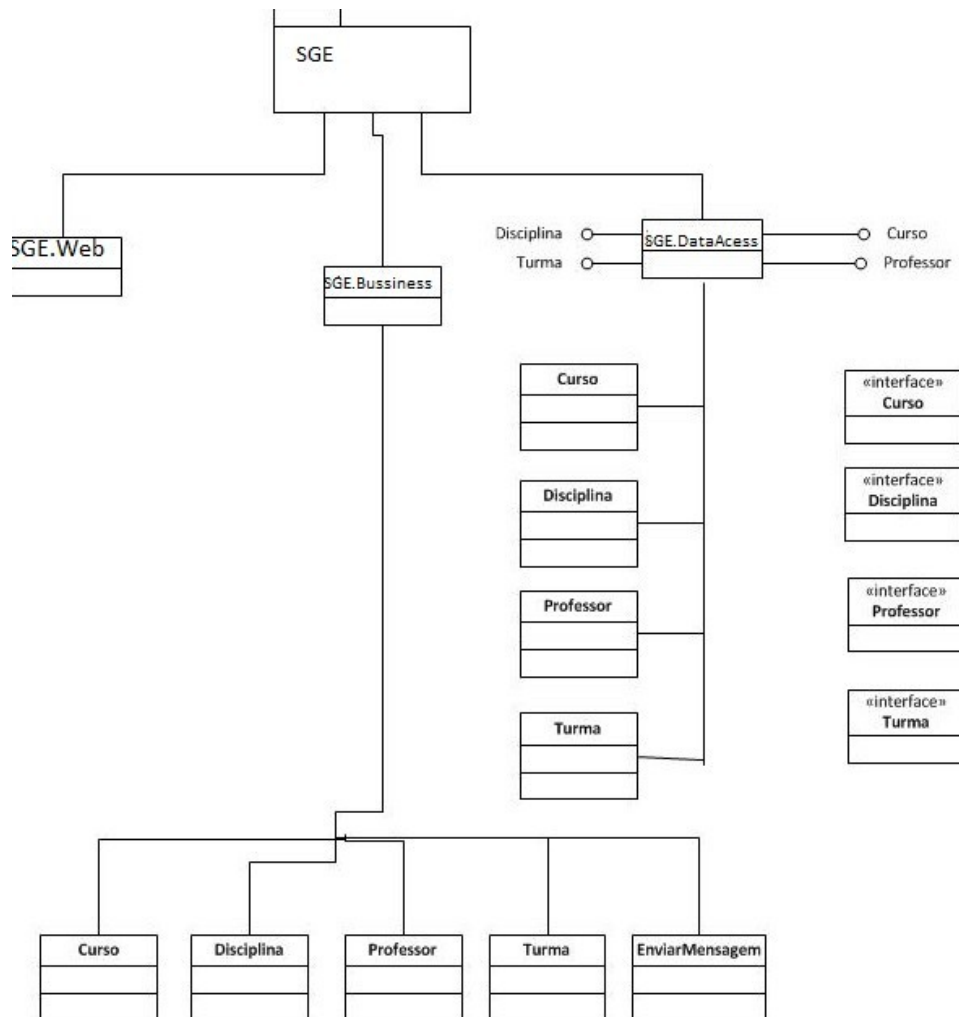 SGE
SGE.Web
SGE.Bussiness
Disciplina
Turma
SGE.DataAcess
Curso
Professor
Curso
Disciplina
Professor
Turma
«interface»
Curso
«interface»
Disciplina
«interface»
Professor
«interface»
Turma
Curso
Disciplina
Professor
Turma
EnviarMensagem